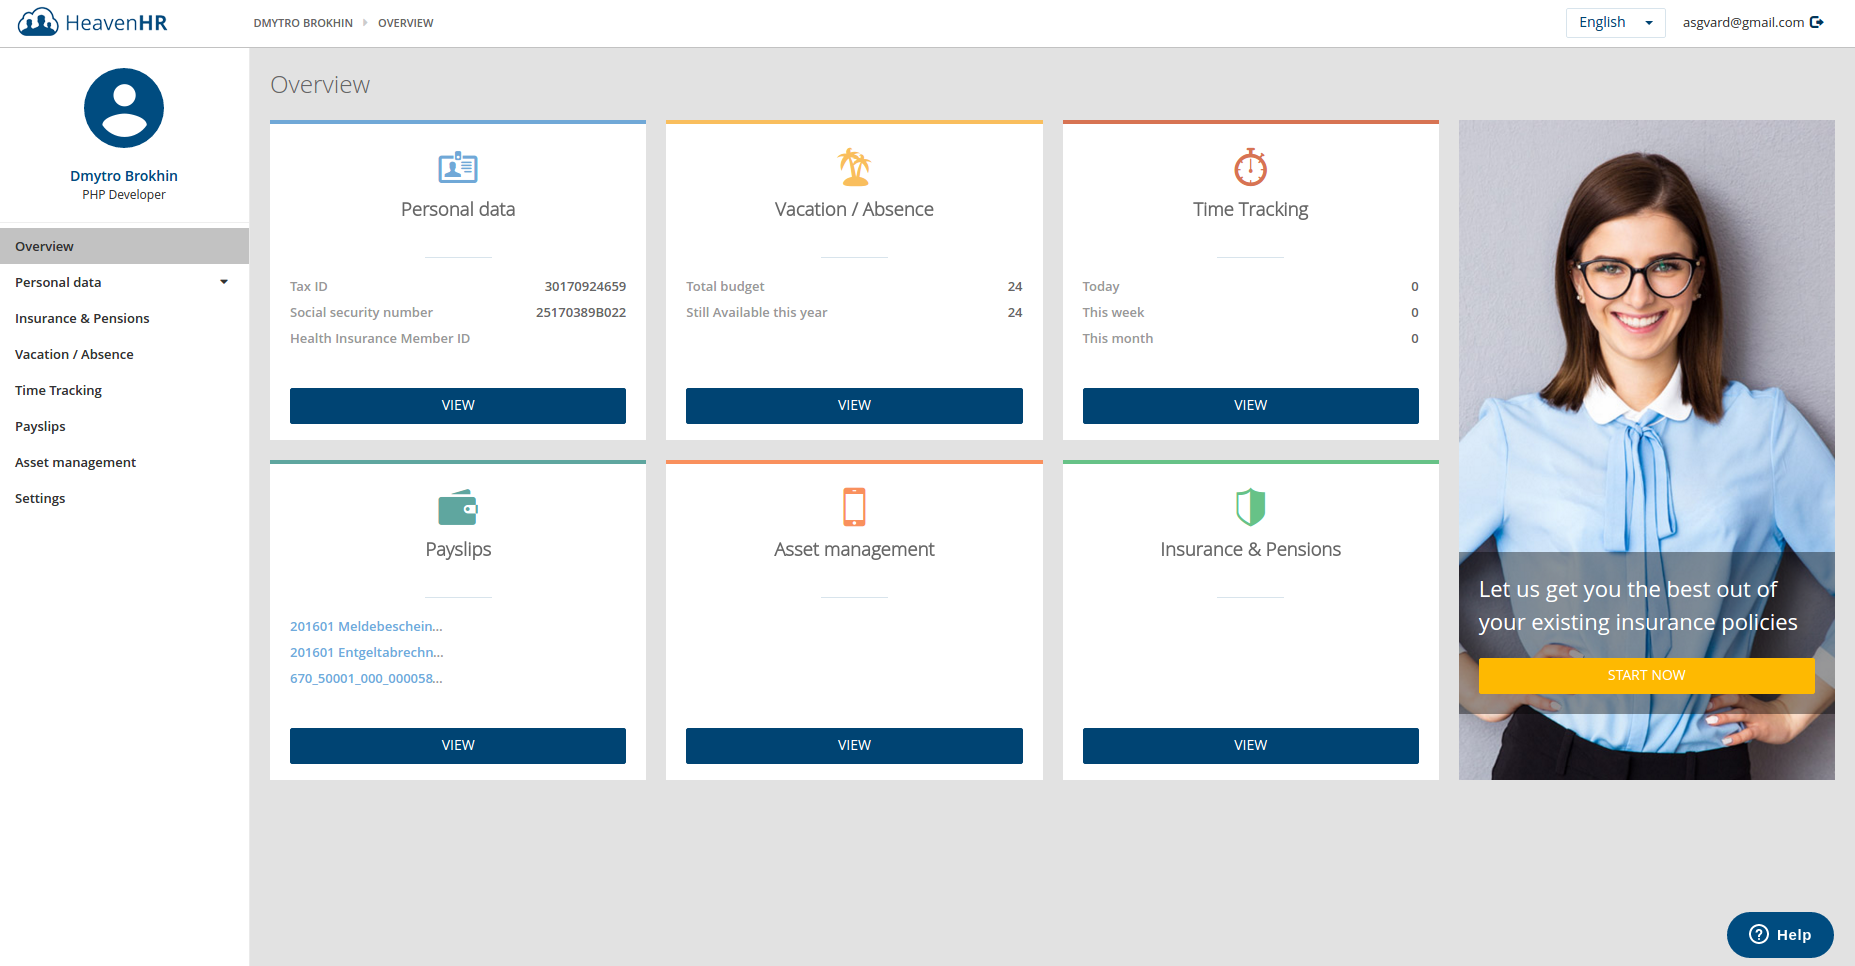 HeavenHR
DMYTRO BROKHIN OVERVIEW
English
asgvard@gmail.com
Dmytro Brokhin
PHP Developer
Overview
Personal data
Insurance & Pensions
Vacation / Absence
Time Tracking
Payslips
Asset management
Settings
Overview
Personal data
Tax ID 30170924659
Social security number 25170389B022
Health Insurance Member ID
VIEW
Vacation / Absence
Total budget 24
Still Available this year 24
VIEW
Time Tracking
Today 0
This week 0
This month 0
VIEW
Payslips
201601 Meldebeschein...
201601 Entgeltabrechn...
670_50001_000_000058...
VIEW
Asset management
VIEW
Insurance & Pensions
VIEW
Let us get you the best out of
your existing insurance policies
START NOW
Help